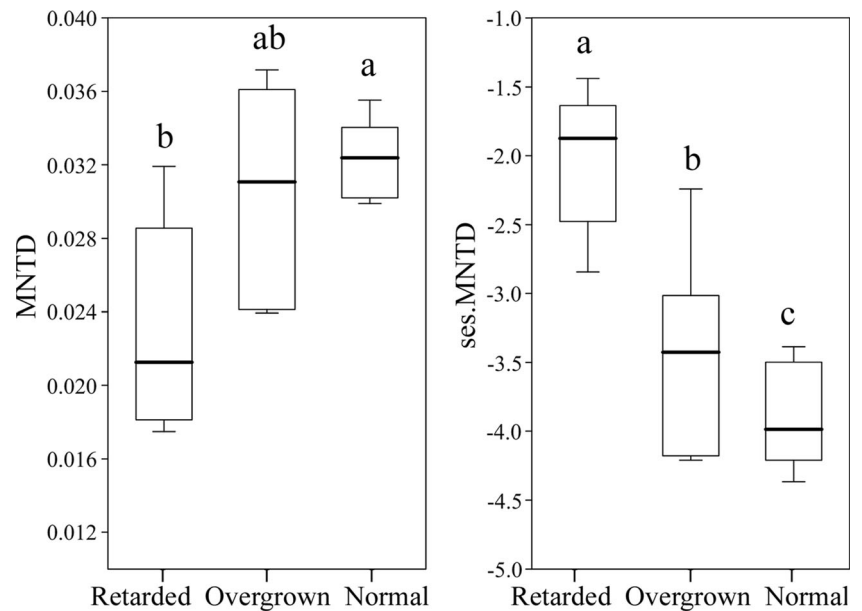 MNTD
0.040
0.036
0.032
0.028
0.024
0.020
0.016
0.012
b
ab
a
Retarded Overgrown Normal
ses.MNTD
-1.0
-1.5
-2.0
-2.5
-3.0
-3.5
-4.0
-4.5
-5.0
a
b
c
Retarded Overgrown Normal